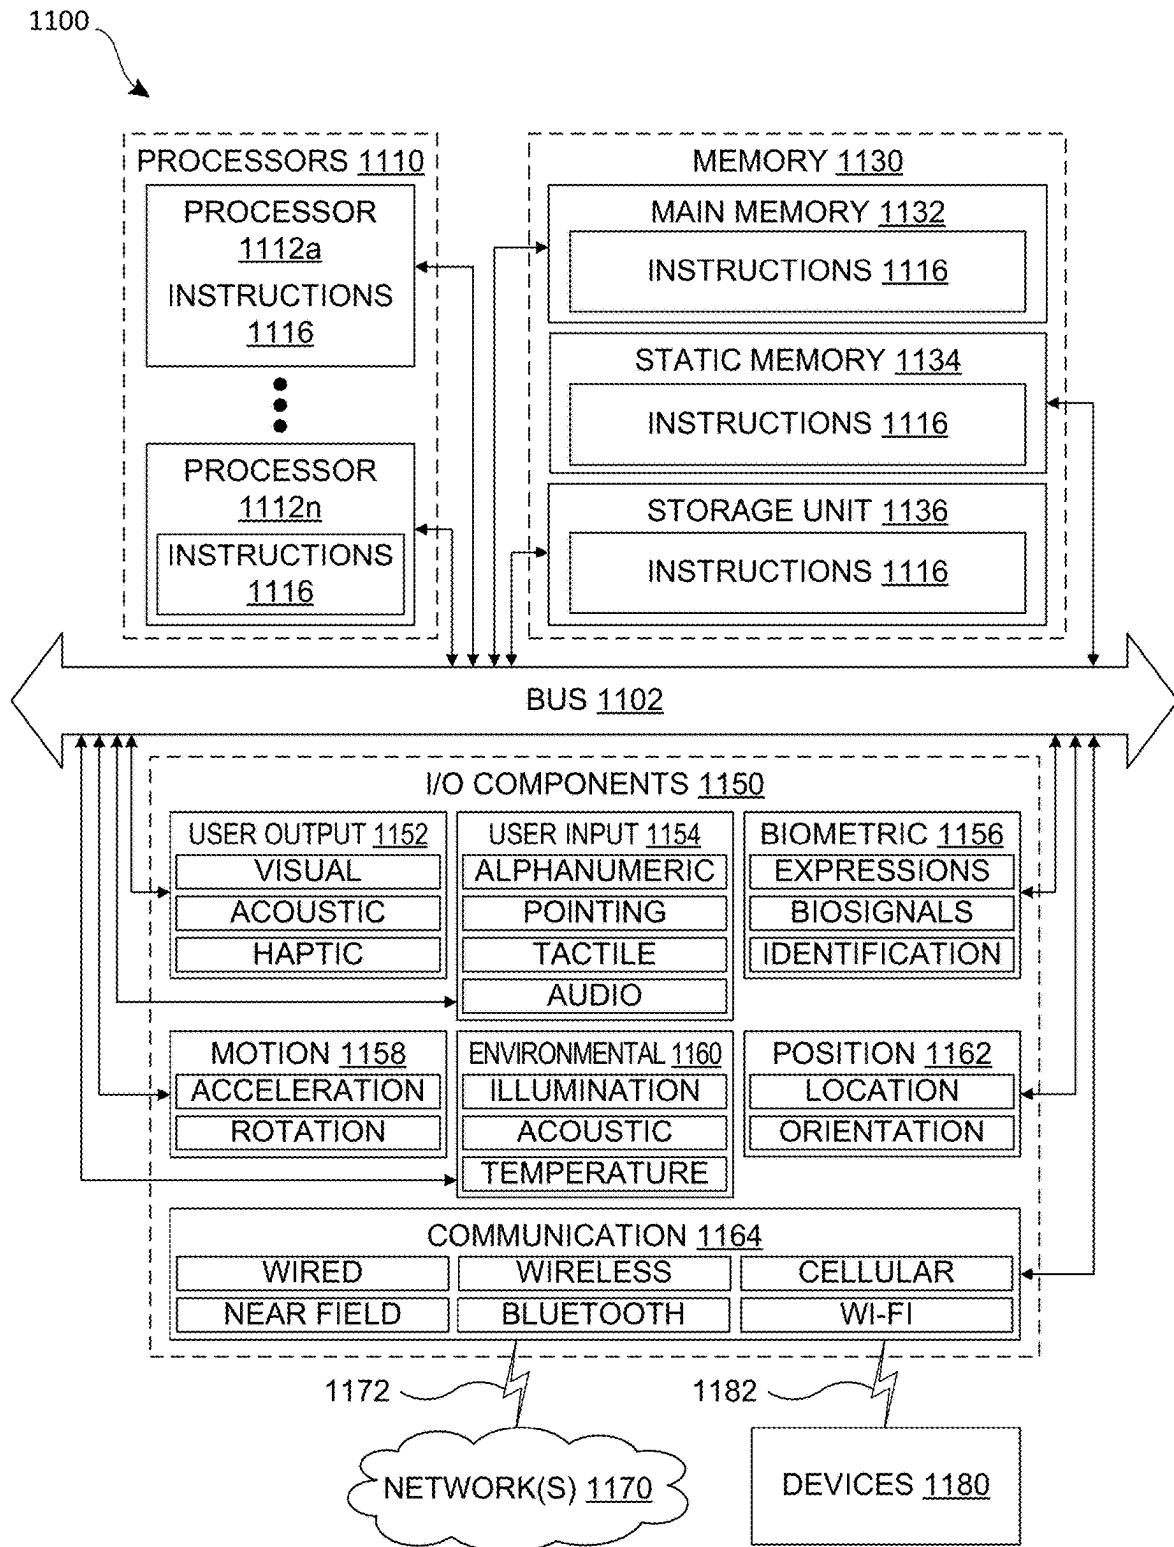 1100
PROCESSORS 1110
PROCESSOR
1112a
INSTRUCTIONS
1116
PROCESSOR
1112n
INSTRUCTIONS
1116
MEMORY 1130
MAIN MEMORY 1132
INSTRUCTIONS 1116
STATIC MEMORY 1134
INSTRUCTIONS 1116
STORAGE UNIT 1136
INSTRUCTIONS 1116
BUS 1102
I/O COMPONENTS 1150
USER OUTPUT 1152
VISUAL
ACOUSTIC
HAPTIC
USER INPUT 1154
ALPHANUMERIC
POINTING
TACTILE
AUDIO
BIOMETRIC 1156
EXPRESSIONS
BIOSIGNALS
IDENTIFICATION
MOTION 1158
ACCELERATION
ROTATION
ENVIRONMENTAL 1160
ILLUMINATION
ACOUSTIC
TEMPERATURE
POSITION 1162
LOCATION
ORIENTATION
COMMUNICATION 1164
WIRED
WIRELESS
CELLULAR
NEAR FIELD
BLUETOOTH
WI-FI
1172
1182
NETWORK(S) 1170
DEVICES 1180